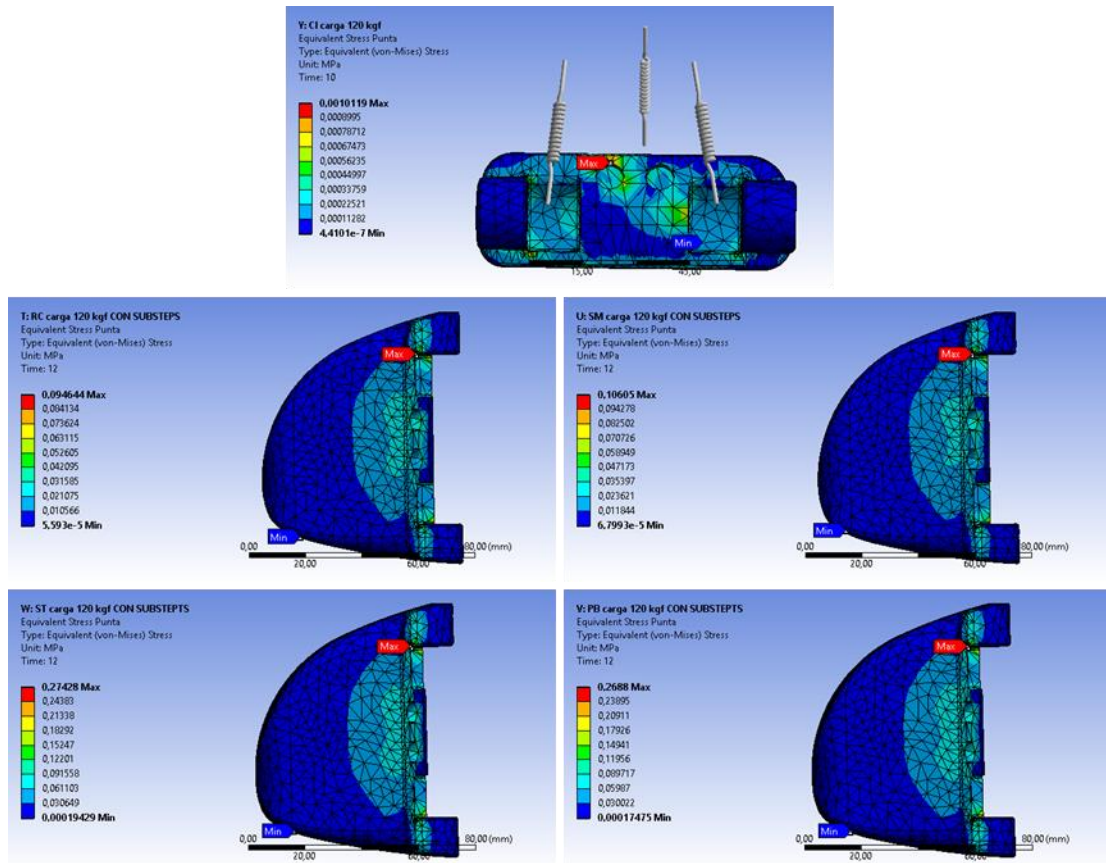 Y: CI carga 120 kgf
Equivalent Stress Punta
Type: Equivalent (von-Mises) Stress
Unit: MPa
Time: 10
0,0010119 Max
0,0008995
0,00078712
0,00067473
0,00056235
0,00044997
0,00033759
0,00022521
0,00011282
4,4101e-7 Min
Max
Min
15,00
45,00
T: RC carga 120 kgf CON SUBSTEPS
Equivalent Stress Punta
Type: Equivalent (von-Mises) Stress
Unit: MPa
Time: 12
0,094644 Max
0,084134
0,073624
0,063115
0,052605
0,042095
0,031585
0,021075
0,010566
5,593e-5 Min
Max
Min
0,00
80,00 (mm)
20,00
60,00
U: SM carga 120 kgf CON SUBSTEPS
Equivalent Stress Punta
Type: Equivalent (von-Mises) Stress
Unit: MPa
Time: 12
0,10605 Max
0,094278
0,082502
0,070726
0,058949
0,047173
0,035397
0,023621
0,011844
6,7993e-5 Min
Max
Min
0,00
80,00 (mm)
20,00
60,00
W: ST carga 120 kgf CON SUBSTEPTS
Equivalent Stress Punta
Type: Equivalent (von-Mises) Stress
Unit: MPa
Time: 12
0,27428 Max
0,24383
0,21338
0,18292
0,15247
0,12201
0,091558
0,061103
0,030649
0,00019429 Min
Max
Min
0,00
80,00 (mm)
20,00
60,00
V: PB carga 120 kgf CON SUBSTEPTS
Equivalent Stress Punta
Type: Equivalent (von-Mises) Stress
Unit: MPa
Time: 12
0,2688 Max
0,23895
0,20911
0,17926
0,14941
0,11956
0,089717
0,05987
0,030022
0,00017475 Min
Max
Min
0,00
80,00 (mm)
20,00
60,00